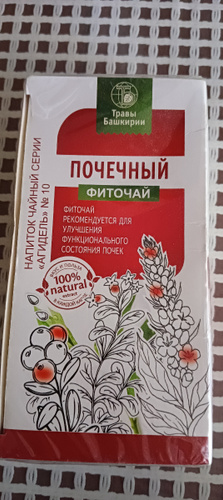 Травы
Башкирии
ПОЧЕЧНЫЙ
ФИТОЧАЙ
ФИТОЧАЙ
РЕКОМЕНДУЕТСЯ ДЛЯ
УЛУЧШЕНИЯ
ФУНКЦИОНАЛЬНОГО
СОСТОЯНИЯ ПОЧЕК
100%
natural
НАПИТОК ЧАЙНЫЙ СЕРИИ
«АГИДЕЛЬ» № 10